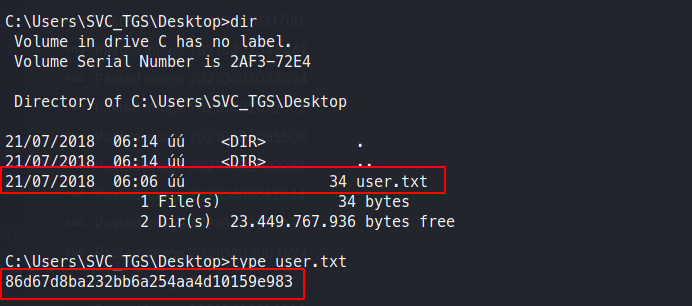 C:\Users\SVC_TGS\Desktop>dir
 Volume in drive C has no label.
 Volume Serial Number is 2AF3-72E4

 Directory of C:\Users\SVC_TGS\Desktop

21/07/2018  06:14 úú    <DIR>          .
21/07/2018  06:14 úú    <DIR>          ..
21/07/2018  06:06 úú                34 user.txt
               1 File(s)             34 bytes
               2 Dir(s)  23.449.767.936 bytes free

C:\Users\SVC_TGS\Desktop>type user.txt
86d67d8ba232bb6a254aa4d10159e983